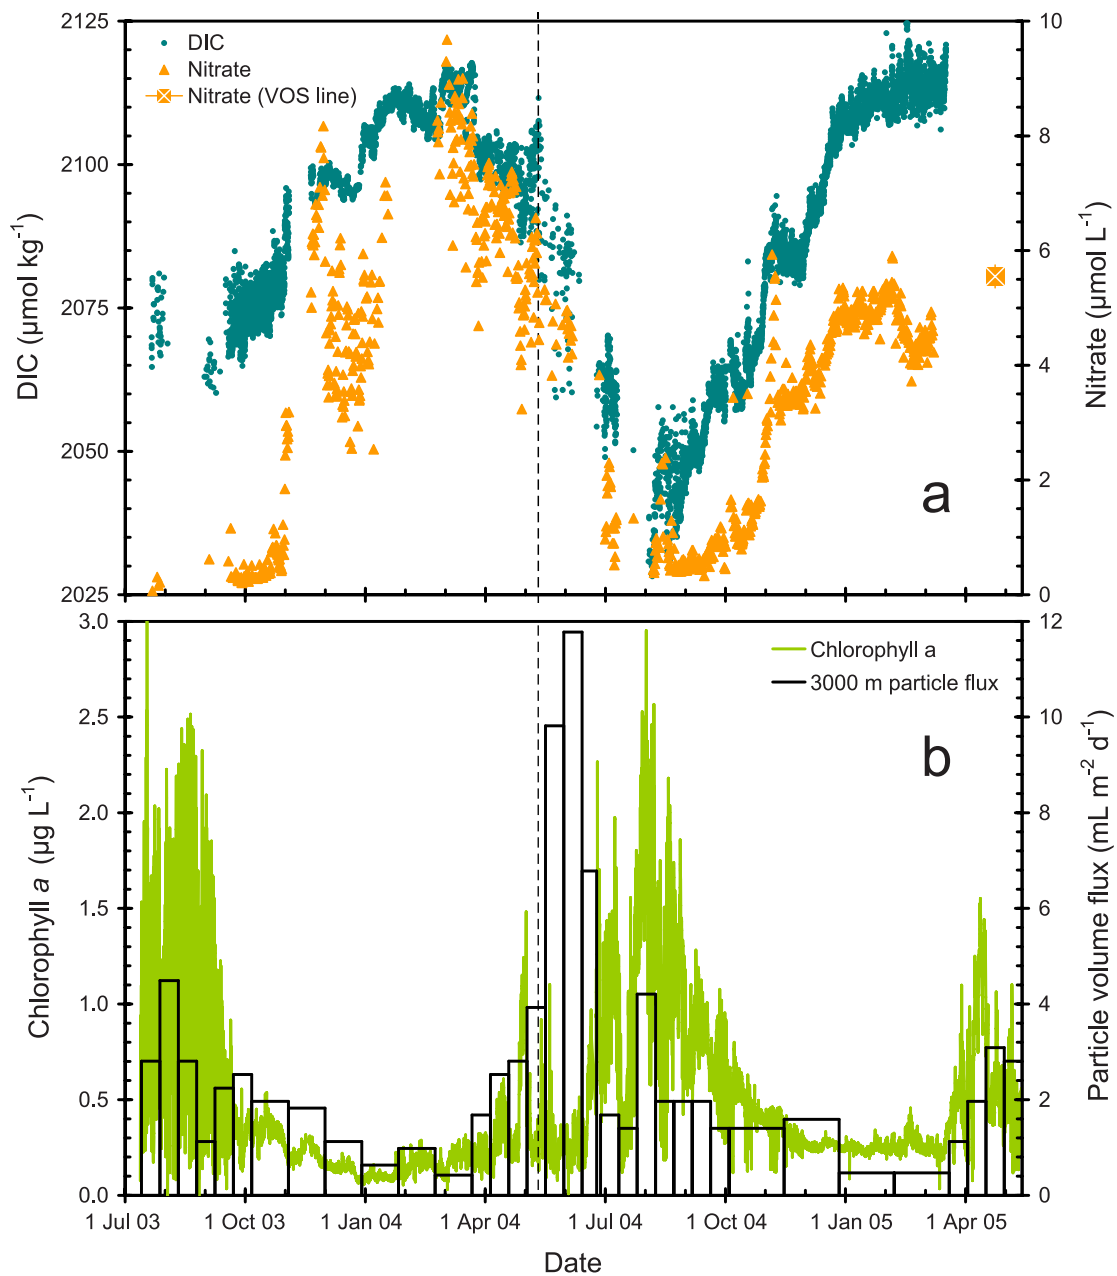 2125
2100
2075
2050
2025
DIC (µmol kg⁻¹)
DIC
Nitrate
Nitrate (VOS line)
10
8
6
4
2
0
Nitrate (µmol L⁻¹)
a
1 Jul 03
1 Oct 03
1 Jan 04
1 Apr 04
1 Jul 04
1 Oct 04
1 Jan 05
1 Apr 05
Date
3.0
2.5
2.0
1.5
1.0
0.5
0.0
Chlorophyll a (µg L⁻¹)
Chlorophyll a
3000 m particle flux
12
10
8
6
4
2
0
Particle volume flux (mL m⁻² d⁻¹)
b